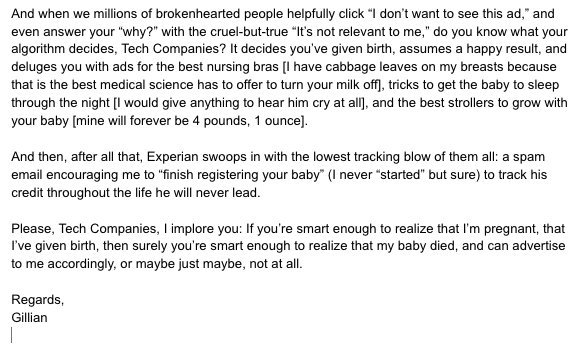 And when we millions of brokenhearted people helpfully click “I don’t want to see this ad,” and
even answer your “why?” with the cruel-but-true “It’s not relevant to me,” do you know what your
algorithm decides, Tech Companies? It decides you’ve given birth, assumes a happy result, and
deluges you with ads for the best nursing bras [I have cabbage leaves on my breasts because
that is the best medical science has to offer to turn your milk off], tricks to get the baby to sleep
through the night [I would give anything to hear him cry at all], and the best strollers to grow with
your baby [mine will forever be 4 pounds, 1 ounce].
And then, after all that, Experian swoops in with the lowest tracking blow of them all: a spam
email encouraging me to “finish registering your baby” (I never “started” but sure) to track his
credit throughout the life he will never lead.
Please, Tech Companies, I implore you: If you’re smart enough to realize that I’m pregnant, that
I’ve given birth, then surely you’re smart enough to realize that my baby died, and can advertise
to me accordingly, or maybe just maybe, not at all.
Regards,
Gillian